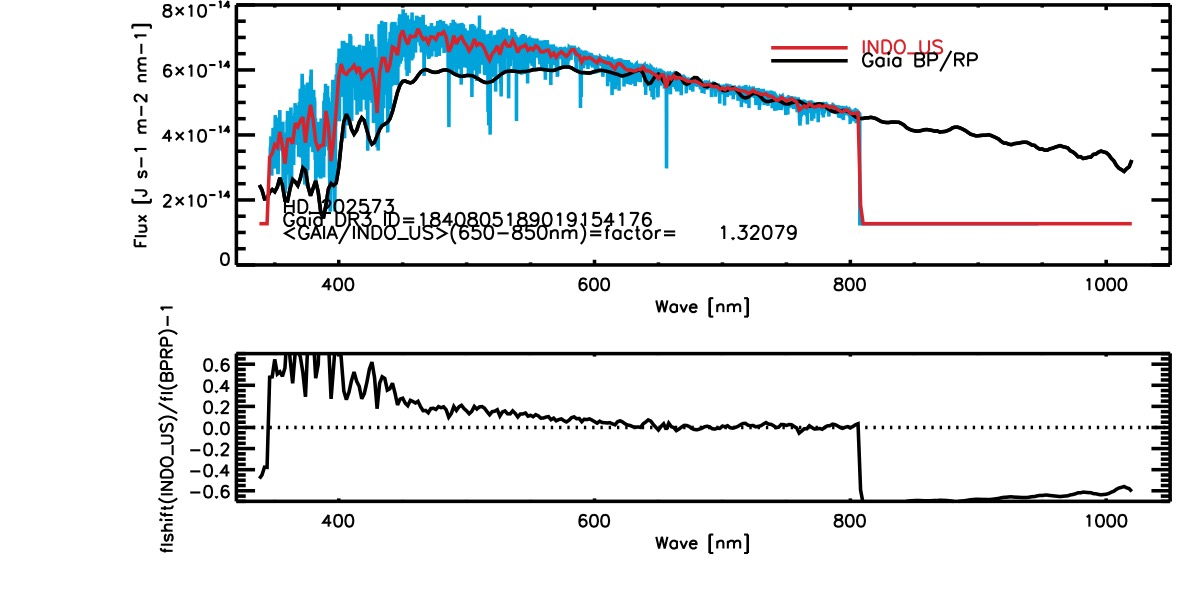 8×10⁻¹⁴
6×10⁻¹⁴
4×10⁻¹⁴
2×10⁻¹⁴
0
Flux [J s−1 m−2 nm−1]
INDO_US
Gaia BP/RP
HD_202573
Gaia DR3 ID=1840805189019154176
<GAIA/INDO_US>(650−850nm)=factor= 1.32079
400 600 800 1000
Wave [nm]
flshift(INDO_US)/fl(BPRP)−1
0.6
0.4
0.2
0.0
−0.2
−0.4
−0.6
400 600 800 1000
Wave [nm]